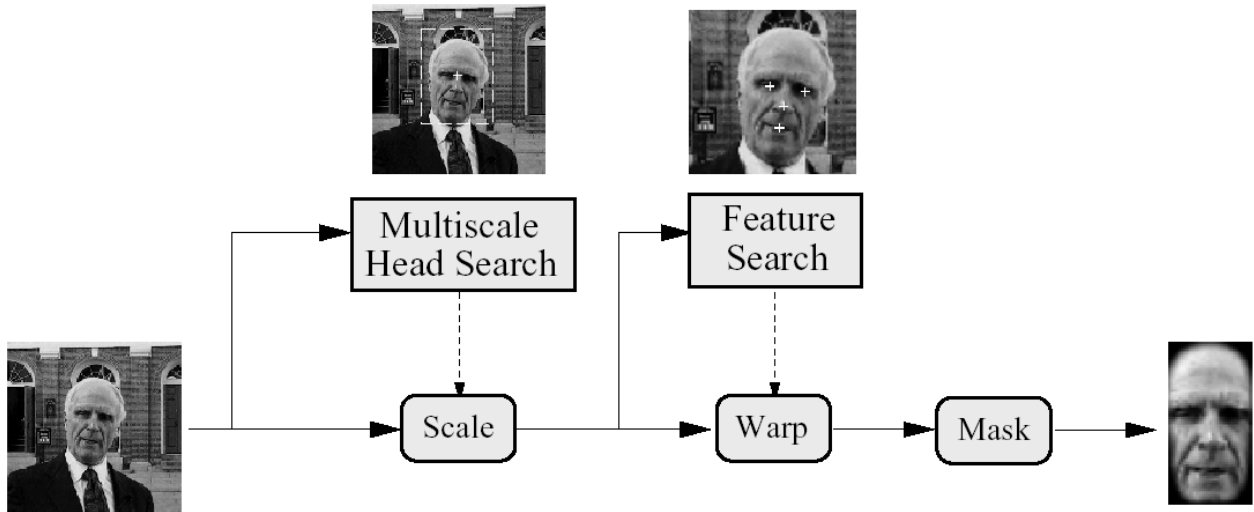 Multiscale
Head Search
Feature
Search
Scale
Warp
Mask